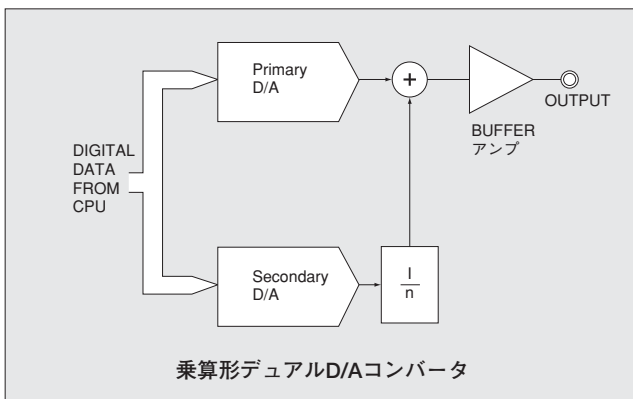 Primary
D/A
+
OUTPUT
BUFFER
アンプ
DIGITAL
DATA
FROM
CPU
Secondary
D/A
I
n
乗算形デュアルD/Aコンバータ